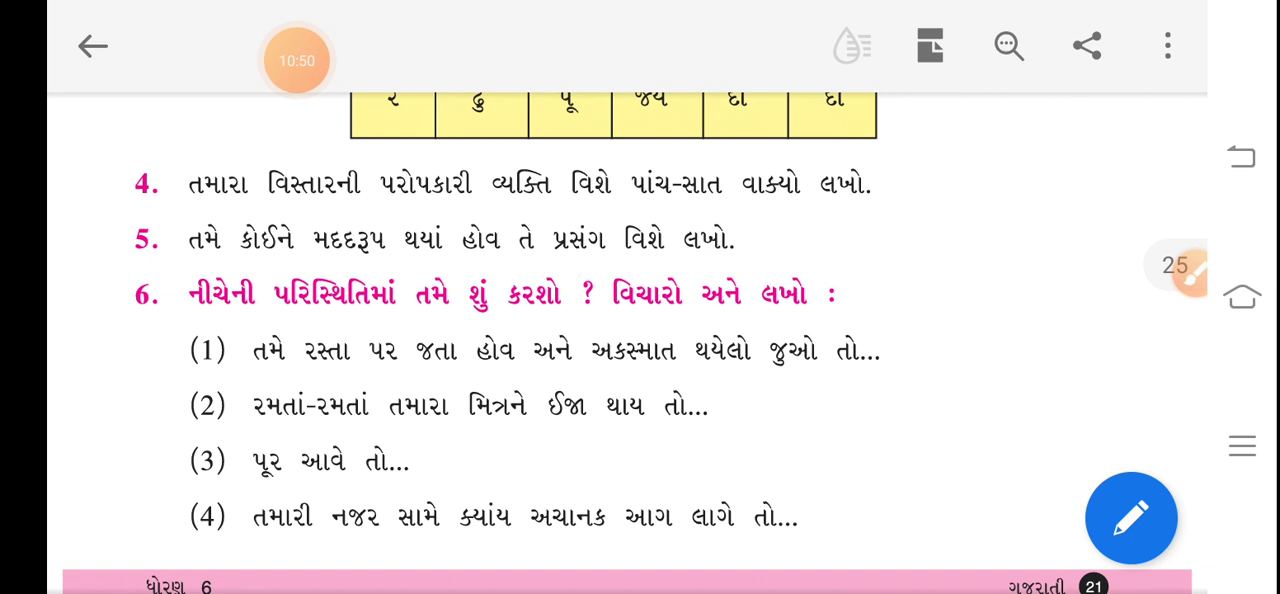 10:50
ર ઢુ પૂ જ્ય દા દા
4. તમારા વિસ્તારની પરોપકારી વ્યક્તિ વિશે પાંચ-સાત વાક્યો લખો.
5. તમે કોઈને મદદરૂપ થયાં હોવ તે પ્રસંગ વિશે લખો.
25
6. નીચેની પરિસ્થિતિમાં તમે શું કરશો ? વિચારો અને લખો :
(1) તમે રસ્તા પર જતા હોવ અને અકસ્માત થયેલો જુઓ તો...
(2) રમતાં-રમતાં તમારા મિત્રને ઈજા થાય તો...
(3) પૂર આવે તો...
(4) તમારી નજર સામે ક્યાંય અચાનક આગ લાગે તો...
ધોરણ 6 ગુજરાતી 21